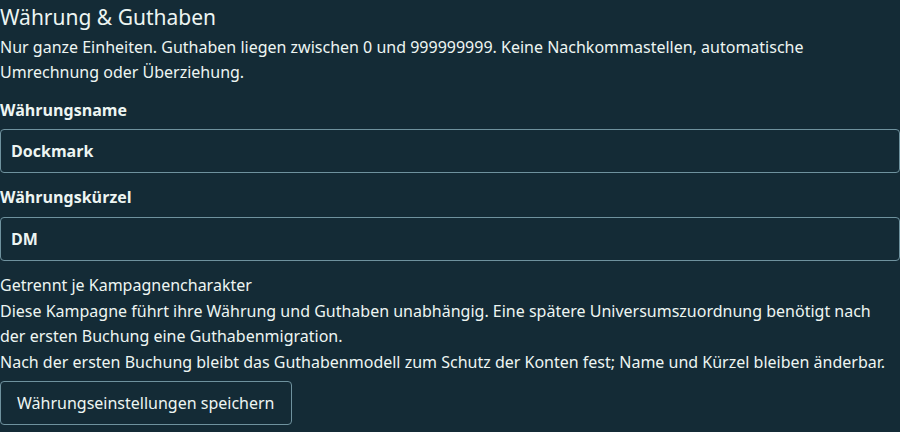 Währung & Guthaben
Nur ganze Einheiten. Guthaben liegen zwischen 0 und 999999999. Keine Nachkommastellen, automatische
Umrechnung oder Überziehung.
Währungsname
Dockmark
Währungskürzel
DM
Getrennt je Kampagnencharakter
Diese Kampagne führt ihre Währung und Guthaben unabhängig. Eine spätere Universumszuordnung benötigt nach
der ersten Buchung eine Guthabenmigration.
Nach der ersten Buchung bleibt das Guthabenmodell zum Schutz der Konten fest; Name und Kürzel bleiben änderbar.
Währungseinstellungen speichern